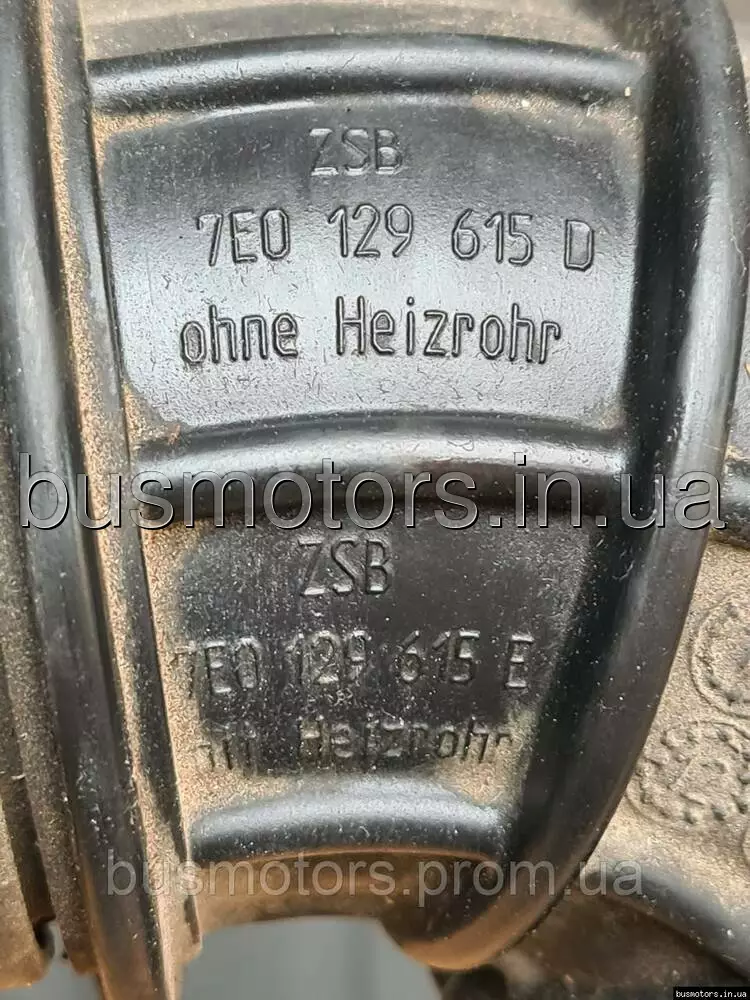 ZSB
7E0 129 615 D
ohne Heizrohr
busmotors.in.ua
ZSB
7E0 129 615 E
mit Heizrohr
busmotors.prom.ua
busmotors.in.ua